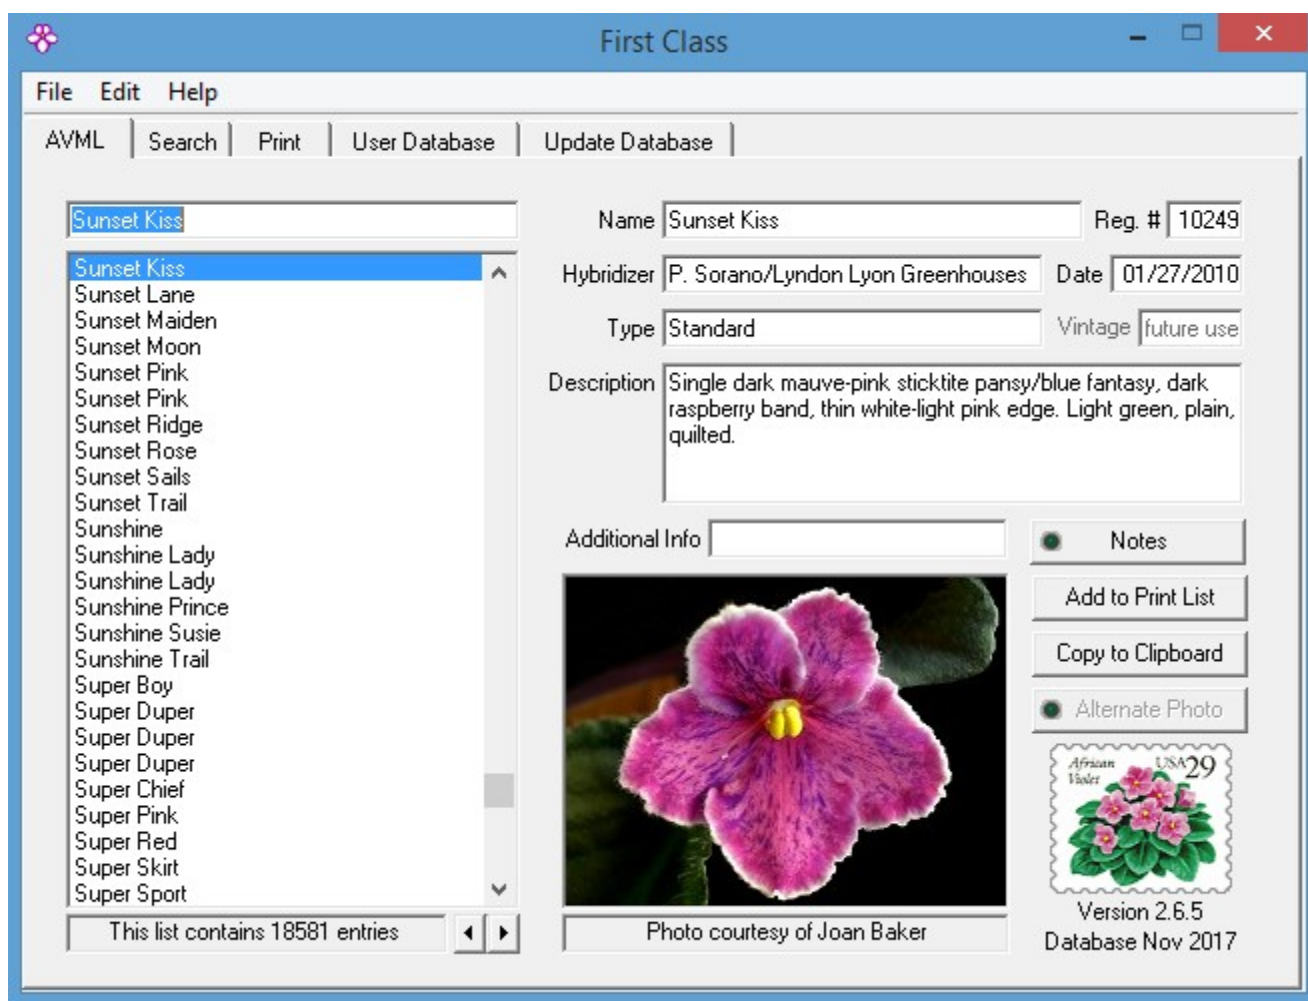 First Class
File Edit Help
AVML Search Print User Database Update Database
Sunset Kiss
Sunset Kiss
Sunset Lane
Sunset Maiden
Sunset Moon
Sunset Pink
Sunset Pink
Sunset Ridge
Sunset Rose
Sunset Sails
Sunset Trail
Sunshine
Sunshine Lady
Sunshine Lady
Sunshine Prince
Sunshine Susie
Sunshine Trail
Super Boy
Super Duper
Super Duper
Super Duper
Super Chief
Super Pink
Super Red
Super Skirt
Super Sport
This list contains 18581 entries
Name Sunset Kiss Reg. # 10249
Hybridizer P. Sorano/Lyndon Lyon Greenhouses Date 01/27/2010
Type Standard Vintage future use
Description Single dark mauve-pink sticktite pansy/blue fantasy, dark
raspberry band, thin white-light pink edge. Light green, plain,
quilted.
Additional Info
Notes
Add to Print List
Copy to Clipboard
Alternate Photo
African USA 29
Violet
Photo courtesy of Joan Baker
Version 2.6.5
Database Nov 2017